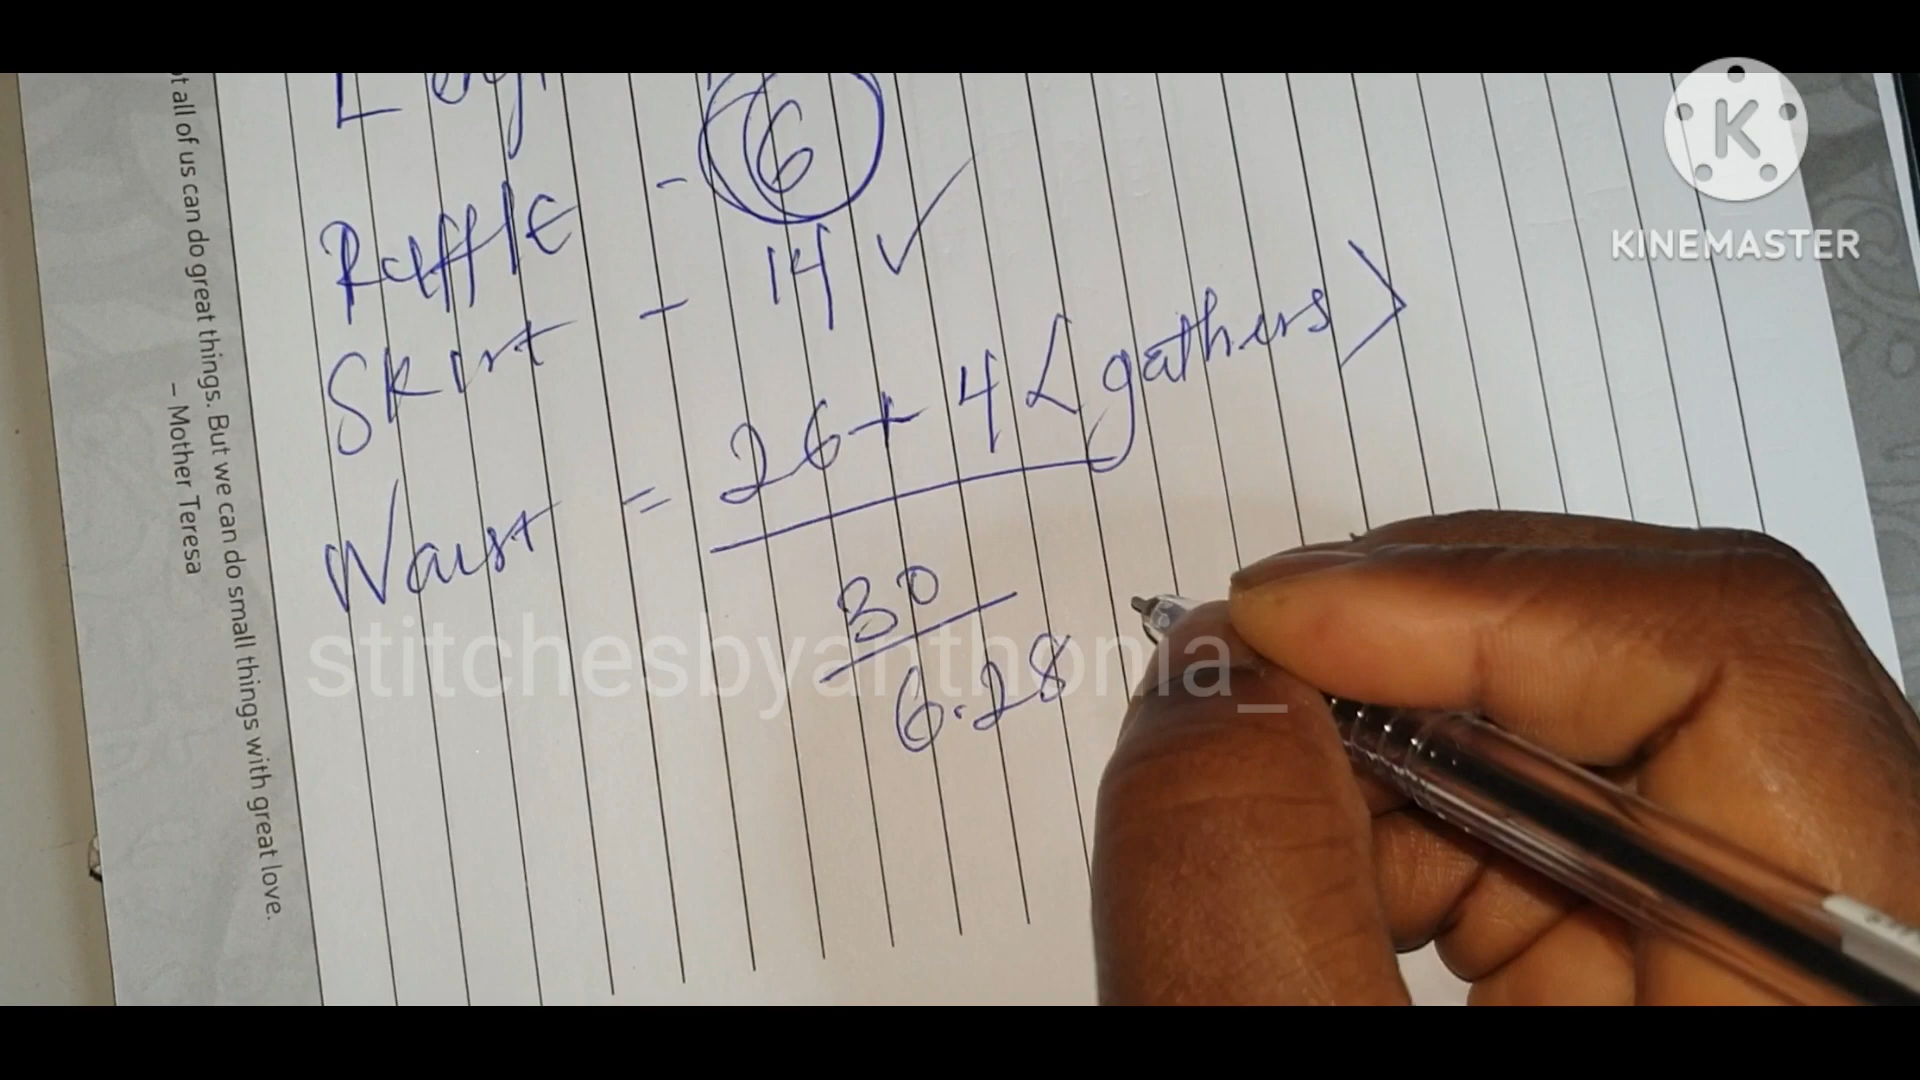 6
Ruffle -
Skirt - 14 ✓
Waist = 26 + 4 < gathers >
30
6.28
stitchesbyanthonia_
K
KINEMASTER
ot all of us can do great things. But we can do small things with great love.
– Mother Teresa